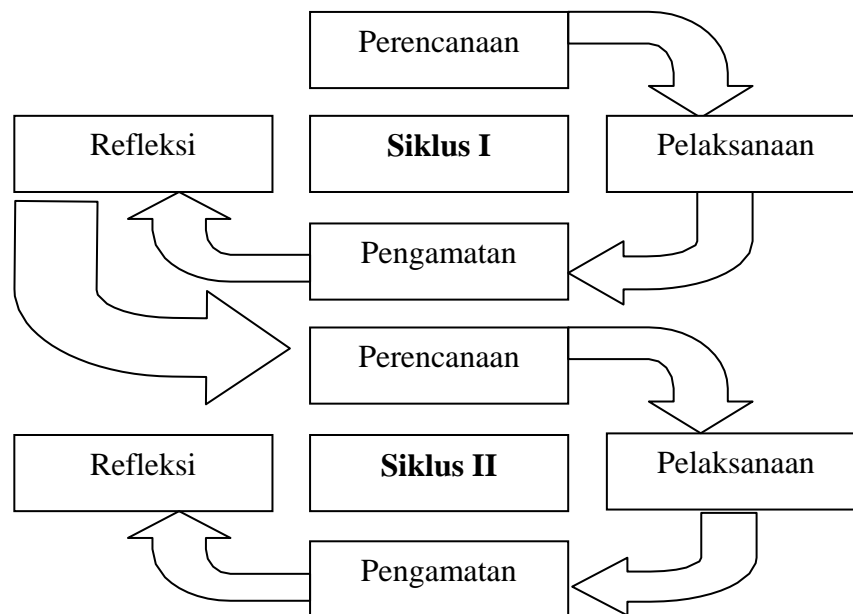 Perencanaan
Refleksi
Siklus I
Pelaksanaan
Pengamatan
Perencanaan
Refleksi
Siklus II
Pelaksanaan
Pengamatan